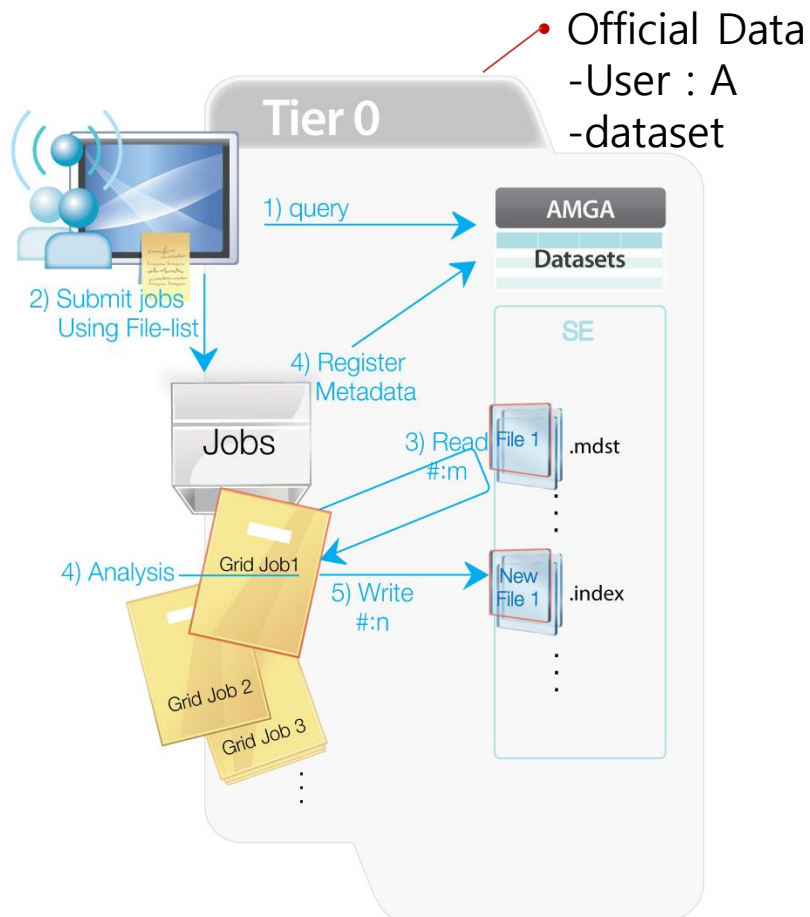 • Official Data
-User : A
-dataset
Tier 0
1) query
AMGA
Datasets
2) Submit jobs
Using File-list
4) Register
Metadata
SE
Jobs
3) Read
#:m
File 1
.mdst
4) Analysis
Grid Job1
5) Write
#:n
New
File 1
.index
Grid Job 2
Grid Job 3